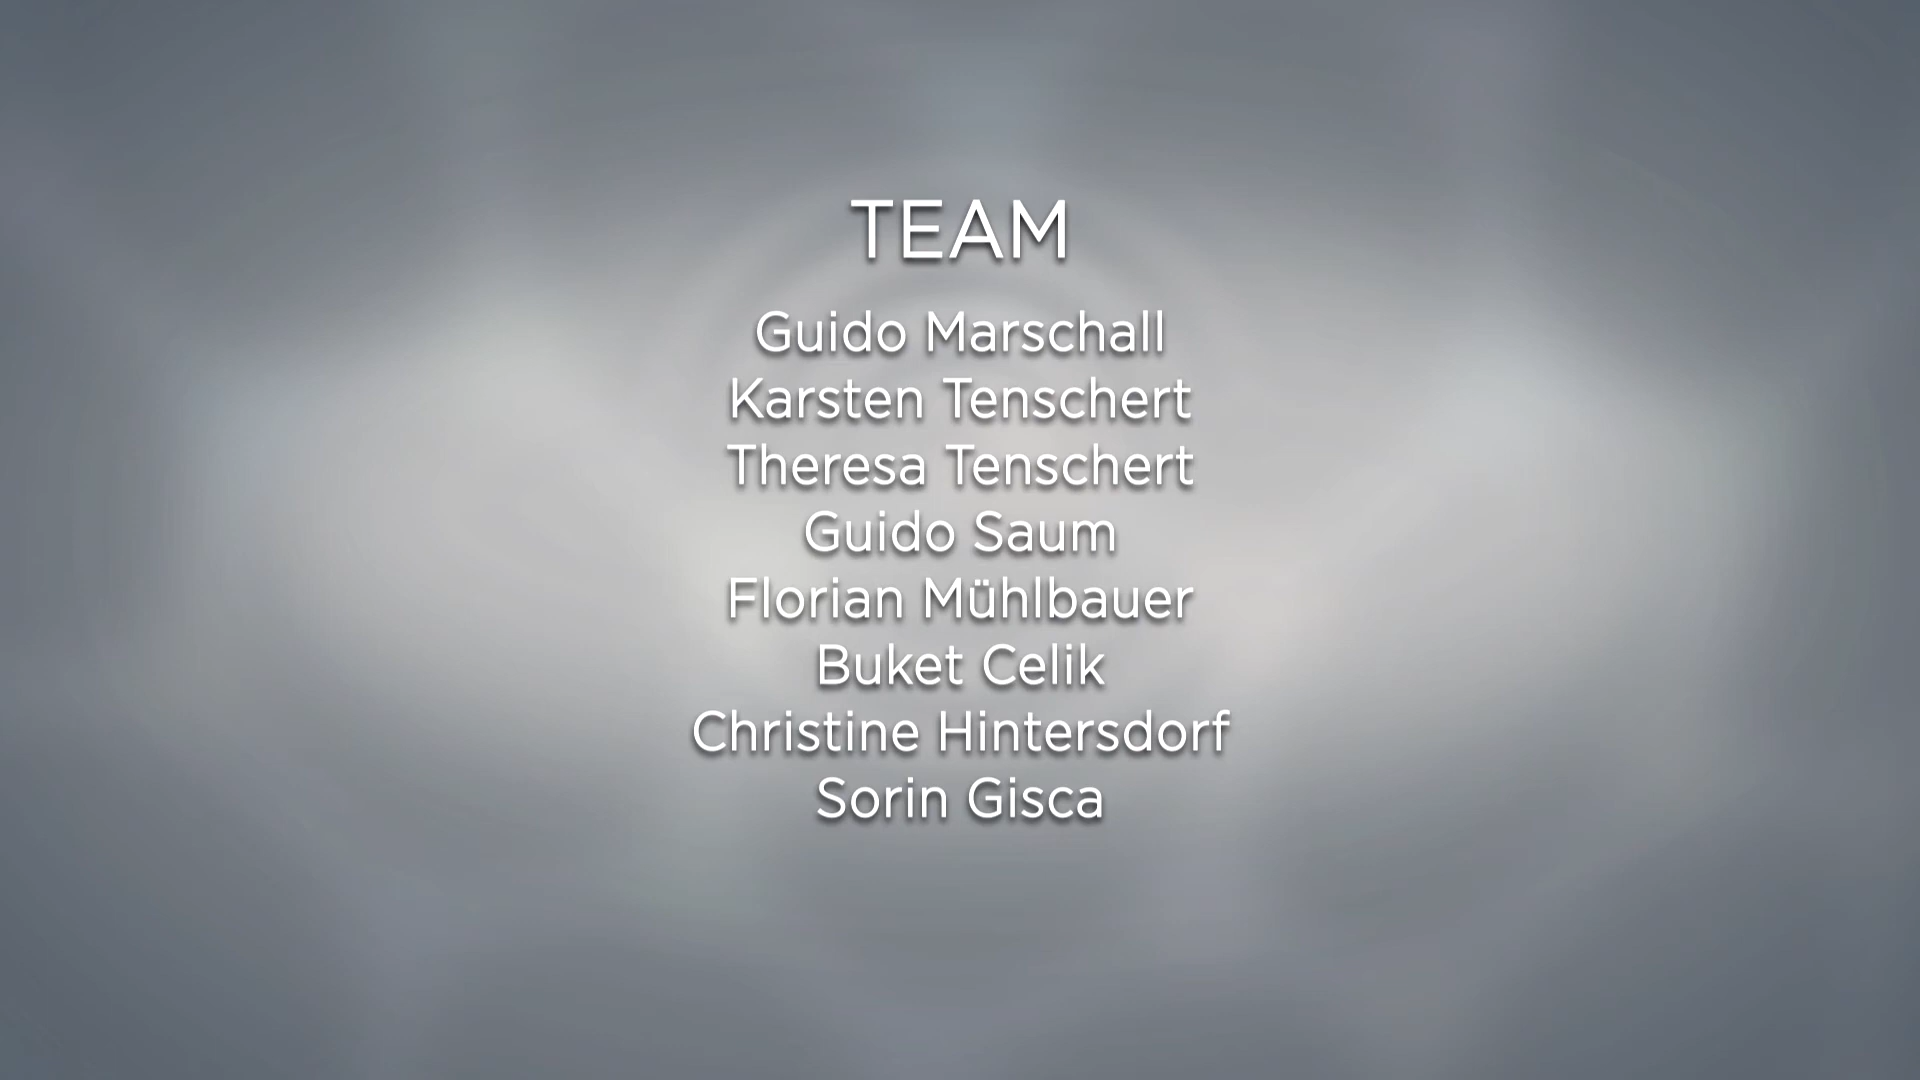 TEAM
Guido Marschall
Karsten Tenschert
Theresa Tenschert
Guido Saum
Florian Mühlbauer
Buket Celik
Christine Hintersdorf
Sorin Gisca